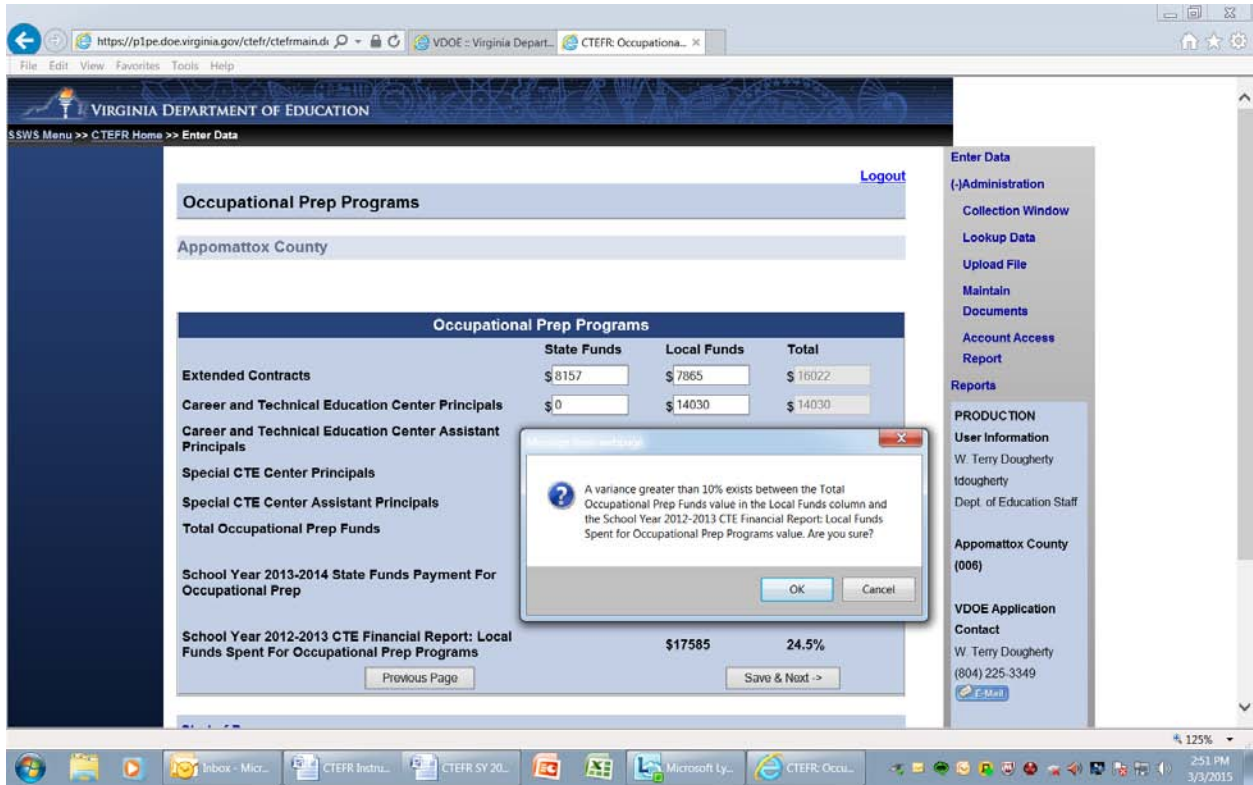 https://p1pe.doe.virginia.gov/ctefr/ctefrmain.d
VDOE :: Virginia Depart...
CTEFR: Occupationa...
File Edit View Favorites Tools Help
VIRGINIA DEPARTMENT OF EDUCATION
SSWS Menu >> CTEFR Home >> Enter Data
Logout
Occupational Prep Programs
Appomattox County
Occupational Prep Programs
State Funds Local Funds Total
Extended Contracts $ 8157 $ 7865 $ 16022
Career and Technical Education Center Principals $ 0 $ 14030 $ 14030
Career and Technical Education Center Assistant
Principals
Special CTE Center Principals
Special CTE Center Assistant Principals
Total Occupational Prep Funds
School Year 2013-2014 State Funds Payment For
Occupational Prep
School Year 2012-2013 CTE Financial Report: Local
Funds Spent For Occupational Prep Programs $17585 24.5%
Previous Page Save & Next ->
Message from webpage
A variance greater than 10% exists between the Total
Occupational Prep Funds value in the Local Funds column and
the School Year 2012-2013 CTE Financial Report: Local Funds
Spent for Occupational Prep Programs value. Are you sure?
OK Cancel
Enter Data
(-)Administration
Collection Window
Lookup Data
Upload File
Maintain
Documents
Account Access
Report
Reports
PRODUCTION
User Information
W. Terry Dougherty
tdougherty
Dept. of Education Staff
Appomattox County
(006)
VDOE Application
Contact
W. Terry Dougherty
(804) 225-3349
E-Mail
125%
Inbox - Micr...
CTEFR Instru...
CTEFR SY 20...
Microsoft Ly...
CTEFR: Occu...
2:51 PM
3/3/2015